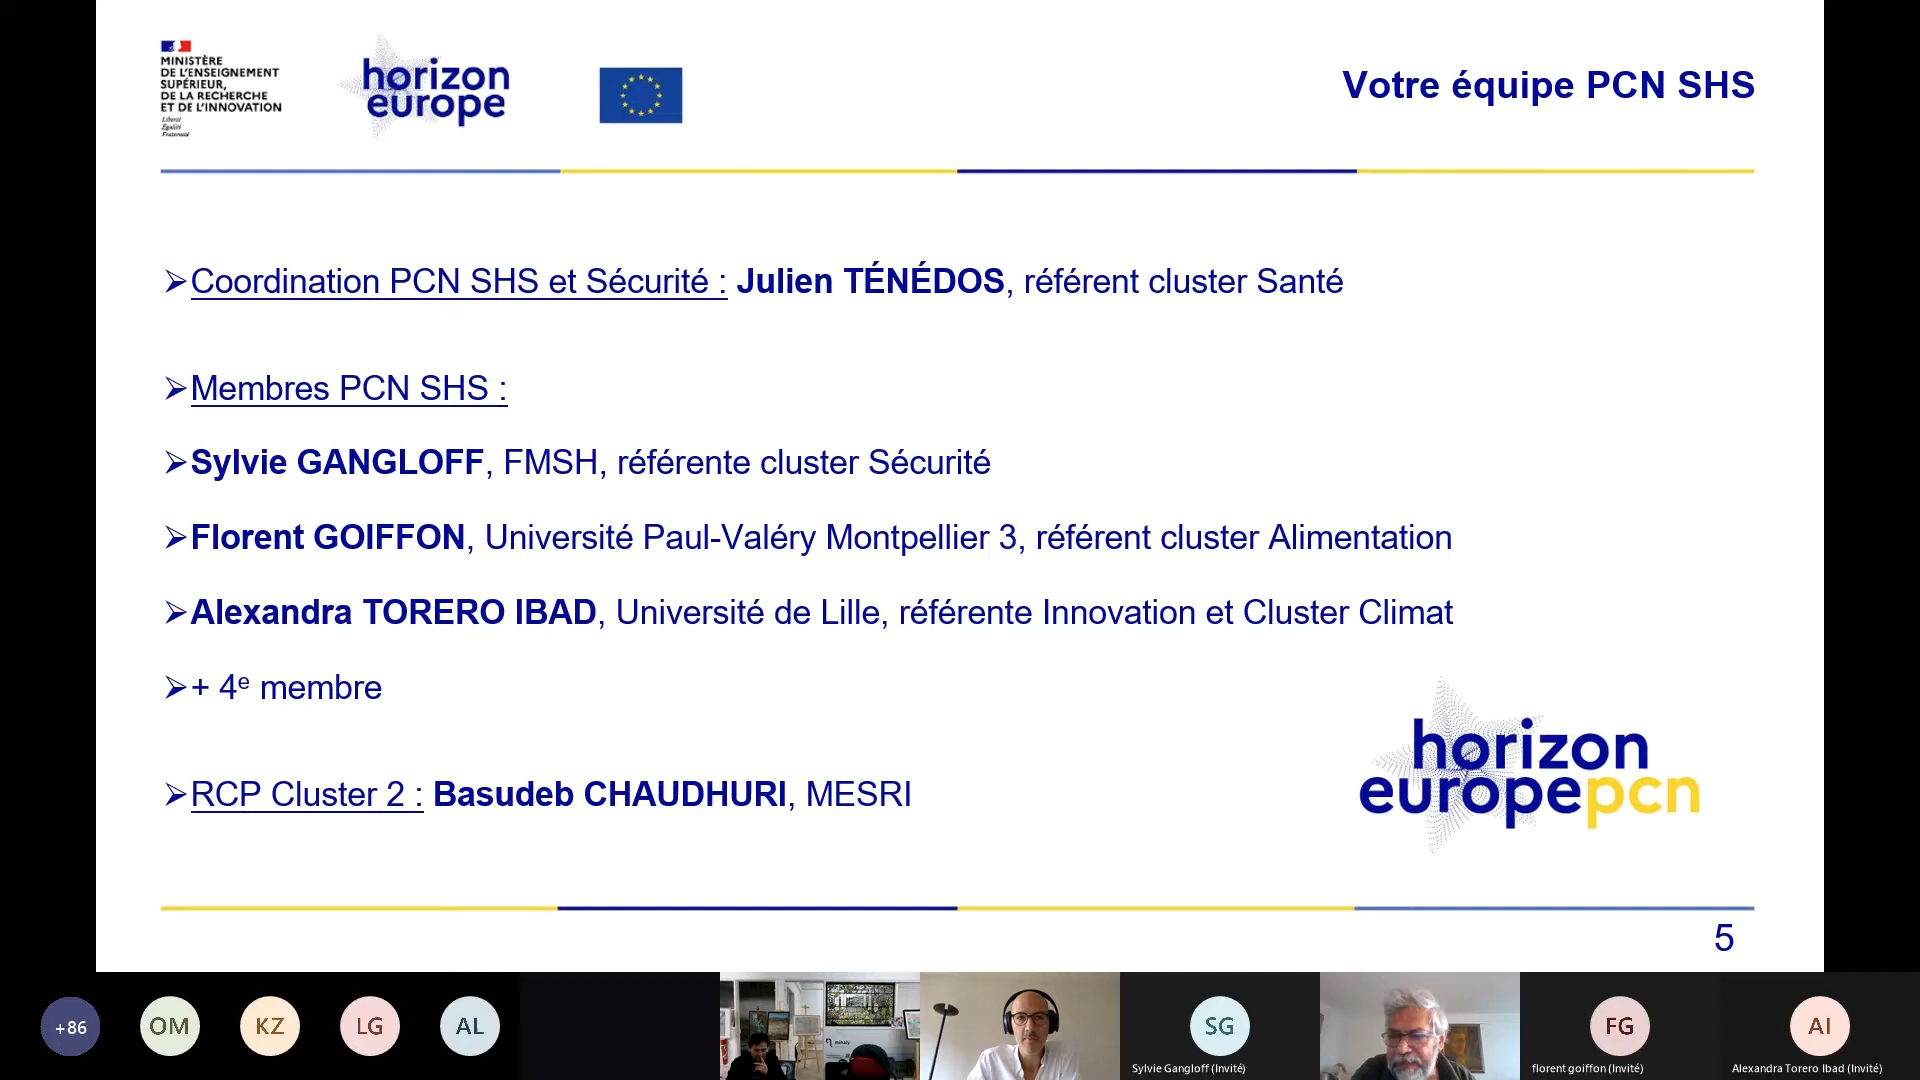 MINISTÈRE
DE L'ENSEIGNEMENT
SUPÉRIEUR,
DE LA RECHERCHE
ET DE L'INNOVATION
Liberté
Égalité
Fraternité
horizon
europe
Votre équipe PCN SHS
➢Coordination PCN SHS et Sécurité : Julien TÉNÉDOS, référent cluster Santé
➢Membres PCN SHS :
➢Sylvie GANGLOFF, FMSH, référente cluster Sécurité
➢Florent GOIFFON, Université Paul-Valéry Montpellier 3, référent cluster Alimentation
➢Alexandra TORERO IBAD, Université de Lille, référente Innovation et Cluster Climat
➢+ 4e membre
➢RCP Cluster 2 : Basudeb CHAUDHURI, MESRI
horizon
europepcn
5
+86
OM
KZ
LG
AL
mihaly
SG
Sylvie Gangloff (Invité)
FG
florent goiffon (Invité)
AI
Alexandra Torero Ibad (Invité)